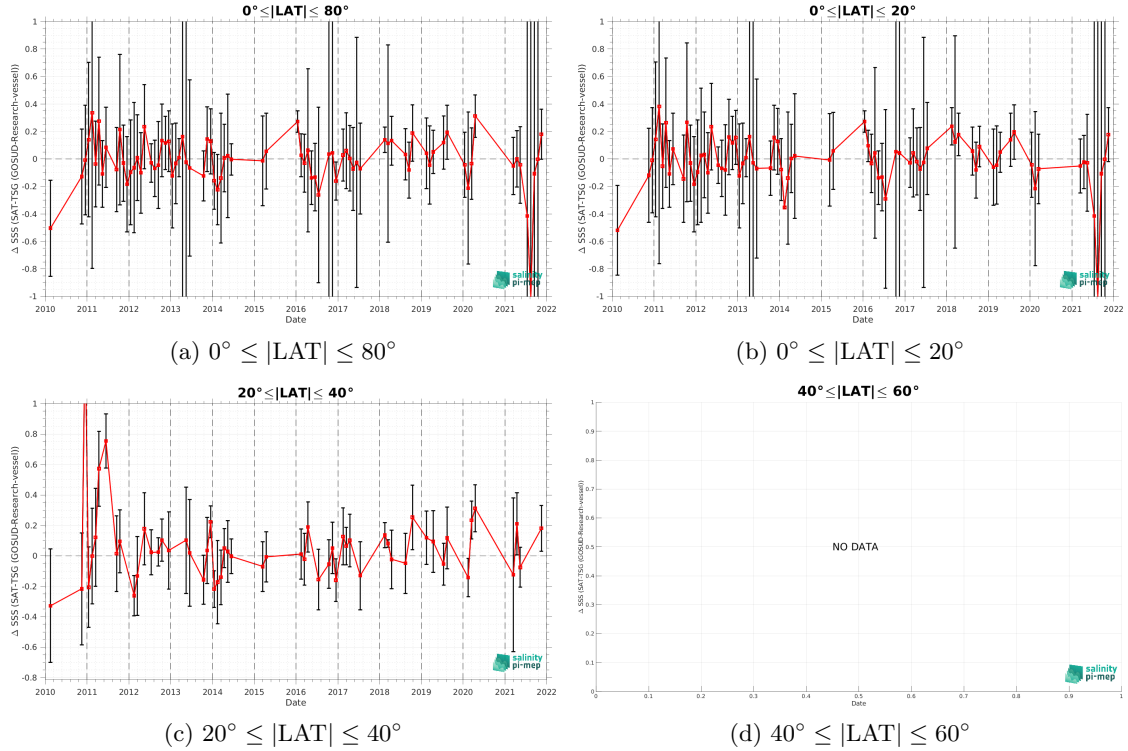 0°≤|LAT|≤ 80°
Δ SSS (SAT-TSG (GOSUD-Research-vessel))
1
0.8
0.6
0.4
0.2
0
-0.2
-0.4
-0.6
-0.8
-1
2010 2011 2012 2013 2014 2015 2016 2017 2018 2019 2020 2021 2022
Date
salinity
pi-mep
(a) 0° ≤ |LAT| ≤ 80°
0°≤|LAT|≤ 20°
Δ SSS (SAT-TSG (GOSUD-Research-vessel))
1
0.8
0.6
0.4
0.2
0
-0.2
-0.4
-0.6
-0.8
-1
2010 2011 2012 2013 2014 2015 2016 2017 2018 2019 2020 2021 2022
Date
salinity
pi-mep
(b) 0° ≤ |LAT| ≤ 20°
20°≤|LAT|≤ 40°
Δ SSS (SAT-TSG (GOSUD-Research-vessel))
1
0.8
0.6
0.4
0.2
0
-0.2
-0.4
-0.6
-0.8
2010 2011 2012 2013 2014 2015 2016 2017 2018 2019 2020 2021 2022
Date
salinity
pi-mep
(c) 20° ≤ |LAT| ≤ 40°
40°≤|LAT|≤ 60°
Δ SSS (SAT-TSG (GOSUD-Research-vessel))
1
0.9
0.8
0.7
0.6
0.5
0.4
0.3
0.2
0.1
0
NO DATA
0 0.1 0.2 0.3 0.4 0.5 0.6 0.7 0.8 0.9 1
Date
salinity
pi-mep
(d) 40° ≤ |LAT| ≤ 60°